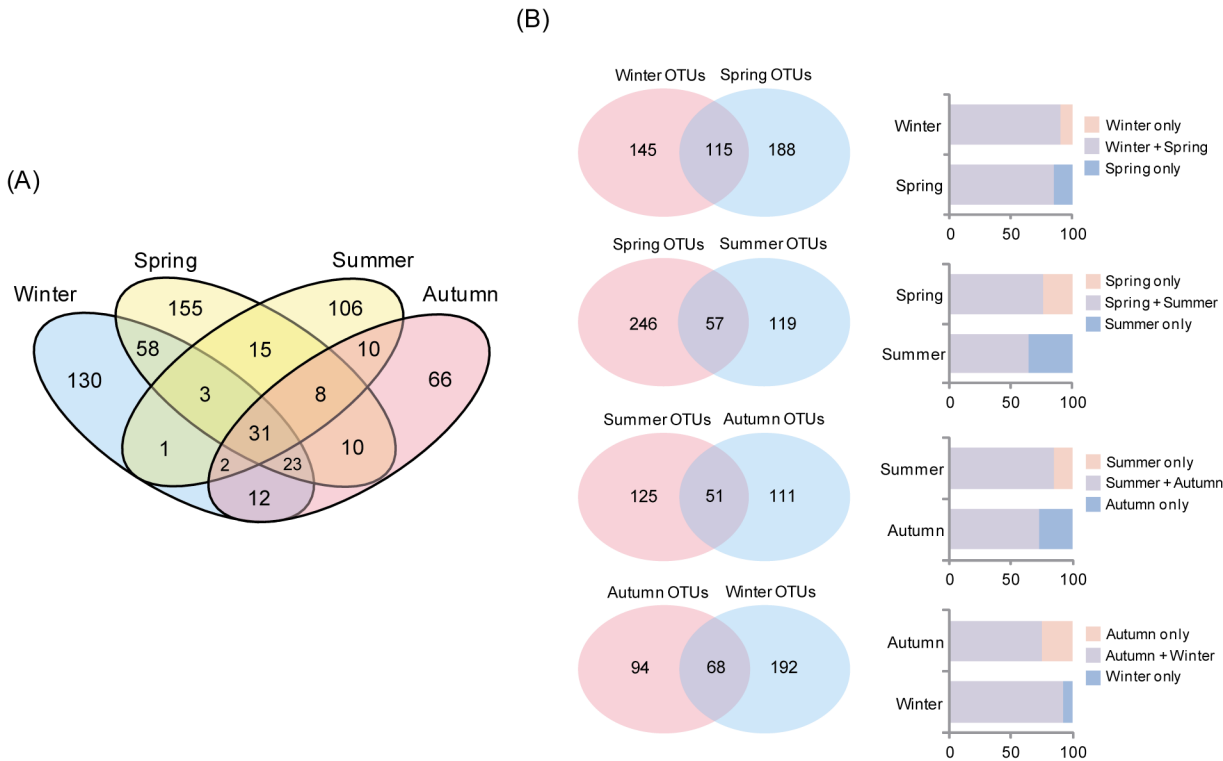 (A)
Winter
Spring
Summer
Autumn
155
106
58
15
10
130
3
8
66
1
31
10
2
23
12
(B)
Winter OTUs Spring OTUs
145 115 188
Winter
Spring
0 50 100
Winter only
Winter + Spring
Spring only
Spring OTUs Summer OTUs
246 57 119
Spring
Summer
0 50 100
Spring only
Spring + Summer
Summer only
Summer OTUs Autumn OTUs
125 51 111
Summer
Autumn
0 50 100
Summer only
Summer + Autumn
Autumn only
Autumn OTUs Winter OTUs
94 68 192
Autumn
Winter
0 50 100
Autumn only
Autumn + Winter
Winter only